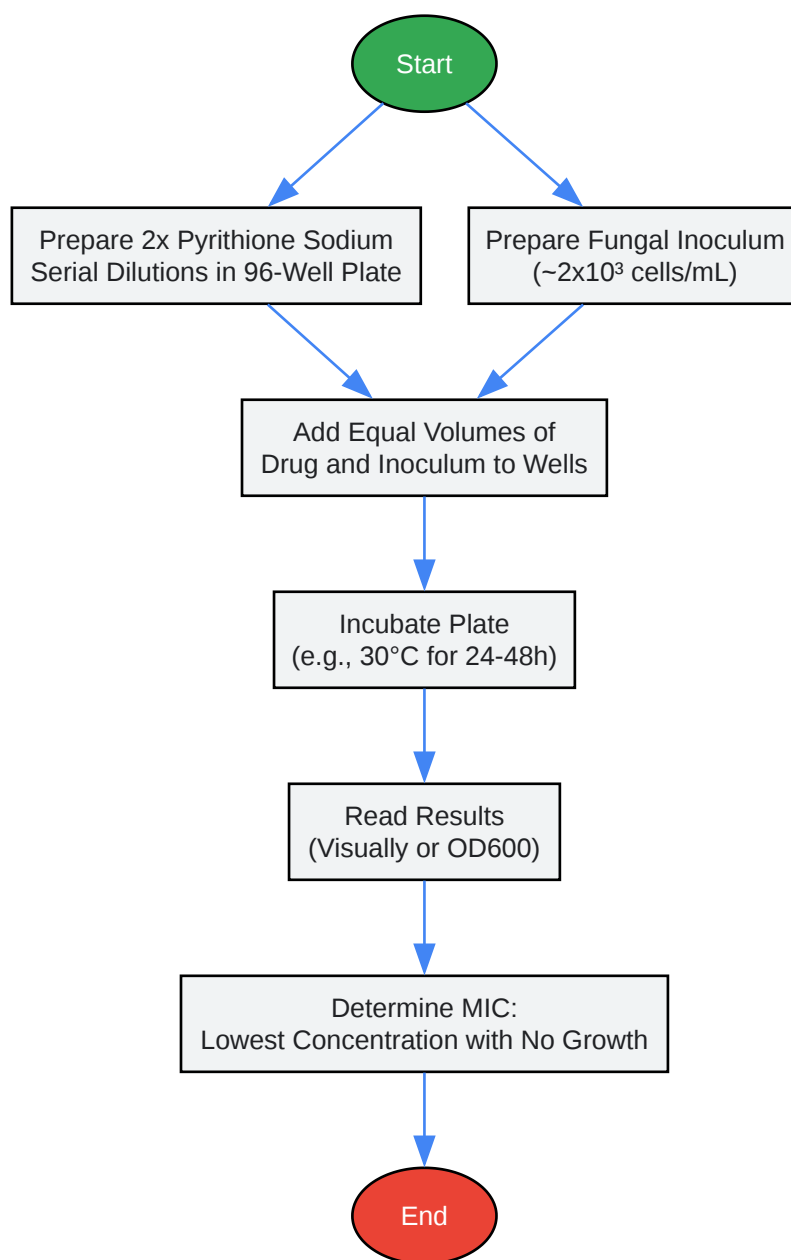 Start
Prepare 2x Pyrithione Sodium
Serial Dilutions in 96-Well Plate
Prepare Fungal Inoculum
(~2x10³ cells/mL)
Add Equal Volumes of
Drug and Inoculum to Wells
Incubate Plate
(e.g., 30°C for 24-48h)
Read Results
(Visually or OD600)
Determine MIC:
Lowest Concentration with No Growth
End